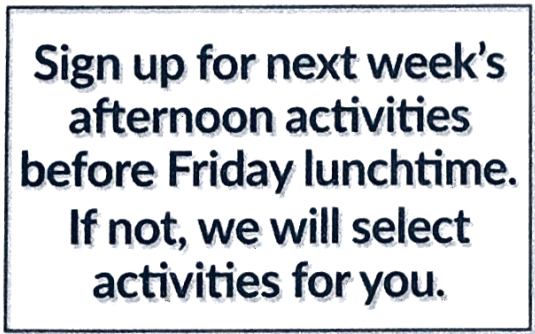 Sign up for next week's
afternoon activities
before Friday lunchtime.
If not, we will select
activities for you.